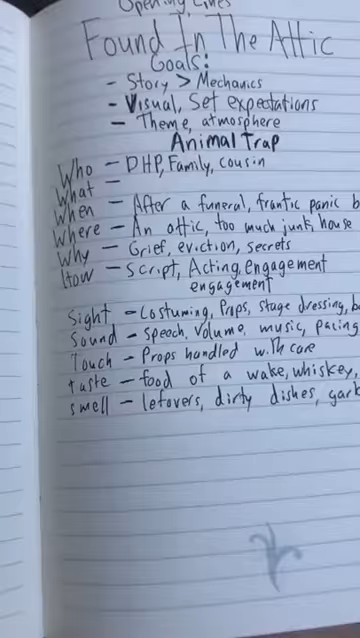 Opening Lines
Found In The Attic
Goals:
- Story > Mechanics
- Visual, Set expectations
- Theme, atmosphere
Animal Trap
Who - DHP, Family, cousin
What -
When - After a funeral, frantic panic b
Where - An attic, too much junk, house
Why - Grief, eviction, secrets
How - Script, Acting, engagement
engagement
Sight - Costuming, Props, stage dressing, b
Sound - speech, volume, music, pacing
Touch - Props handled with care
taste - food of a wake, whiskey,
smell - leftovers, dirty dishes, garb